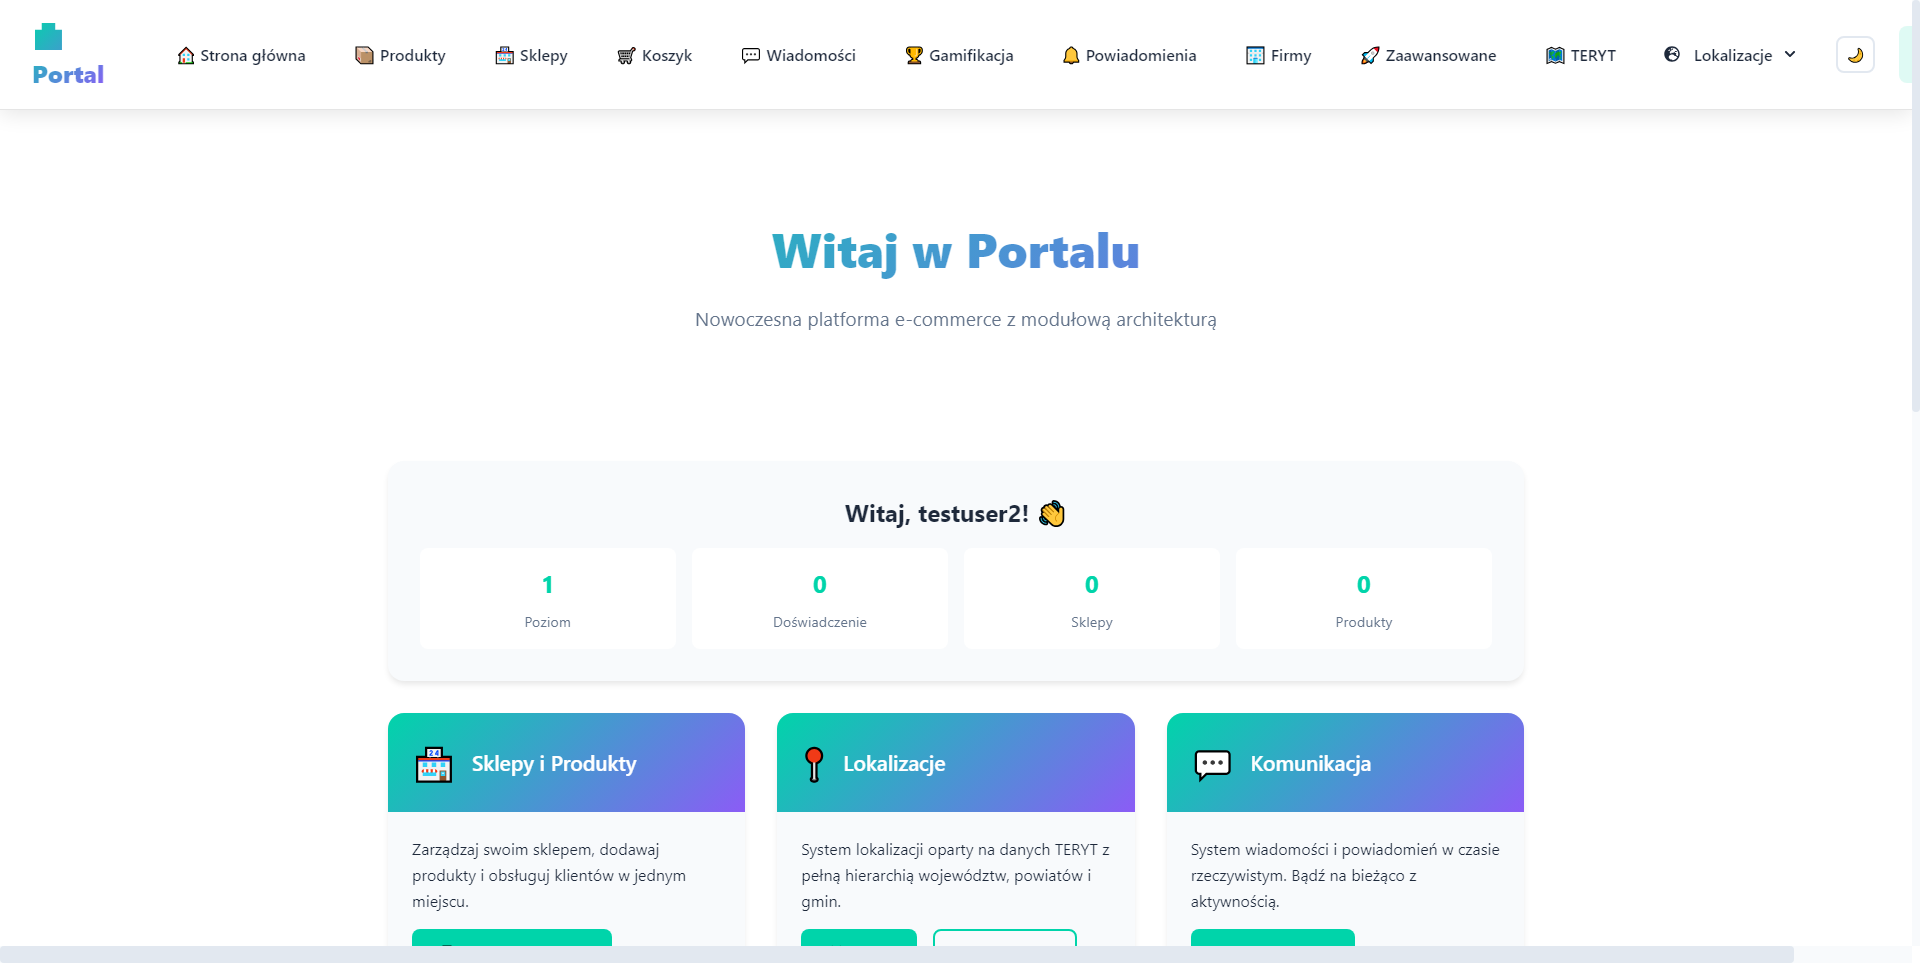 Portal
Strona główna
Produkty
Sklepy
Koszyk
Wiadomości
Gamifikacja
Powiadomienia
Firmy
Zaawansowane
TERYT
Lokalizacje
Witaj w Portalu
Nowoczesna platforma e-commerce z modułową architekturą
Witaj, testuser2! 👋
1
Poziom
0
Doświadczenie
0
Sklepy
0
Produkty
Sklepy i Produkty
Zarządzaj swoim sklepem, dodawaj
produkty i obsługuj klientów w jednym
miejscu.
Lokalizacje
System lokalizacji oparty na danych TERYT z
pełną hierarchią województw, powiatów i
gmin.
Komunikacja
System wiadomości i powiadomień w czasie
rzeczywistym. Bądź na bieżąco z
aktywnością.